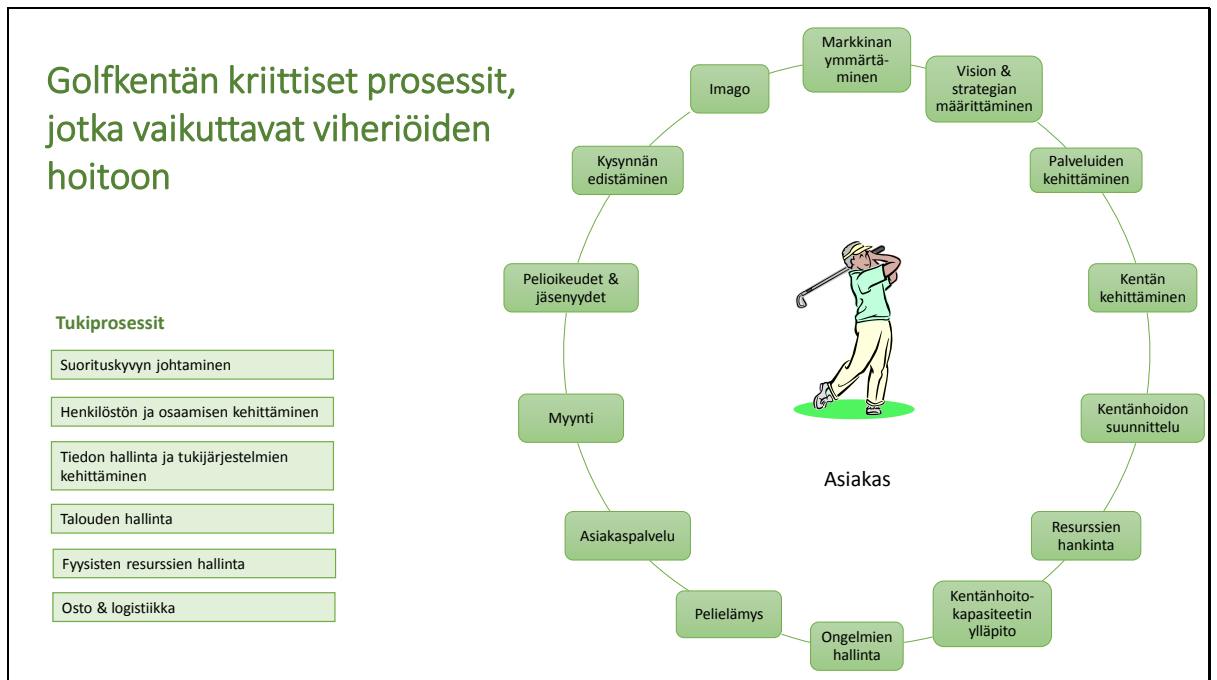 Golfkentän kriittiset prosessit,
jotka vaikuttavat viheriöiden
hoitoon
Tukiprosessit
Suorituskyvyn johtaminen
Henkilöstön ja osaamisen kehittäminen
Tiedon hallinta ja tukijärjestelmien
kehittäminen
Talouden hallinta
Fyysisten resurssien hallinta
Osto & logistiikka
Markkinan
ymmärtä-
minen
Vision &
strategian
määrittäminen
Palveluiden
kehittäminen
Kentän
kehittäminen
Kentänhoidon
suunnittelu
Resurssien
hankinta
Kentänhoito-
kapasiteetin
ylläpito
Ongelmien
hallinta
Pelielämys
Asiakaspalvelu
Myynti
Pelioikeudet &
jäsenyydet
Kysynnän
edistäminen
Imago
Asiakas